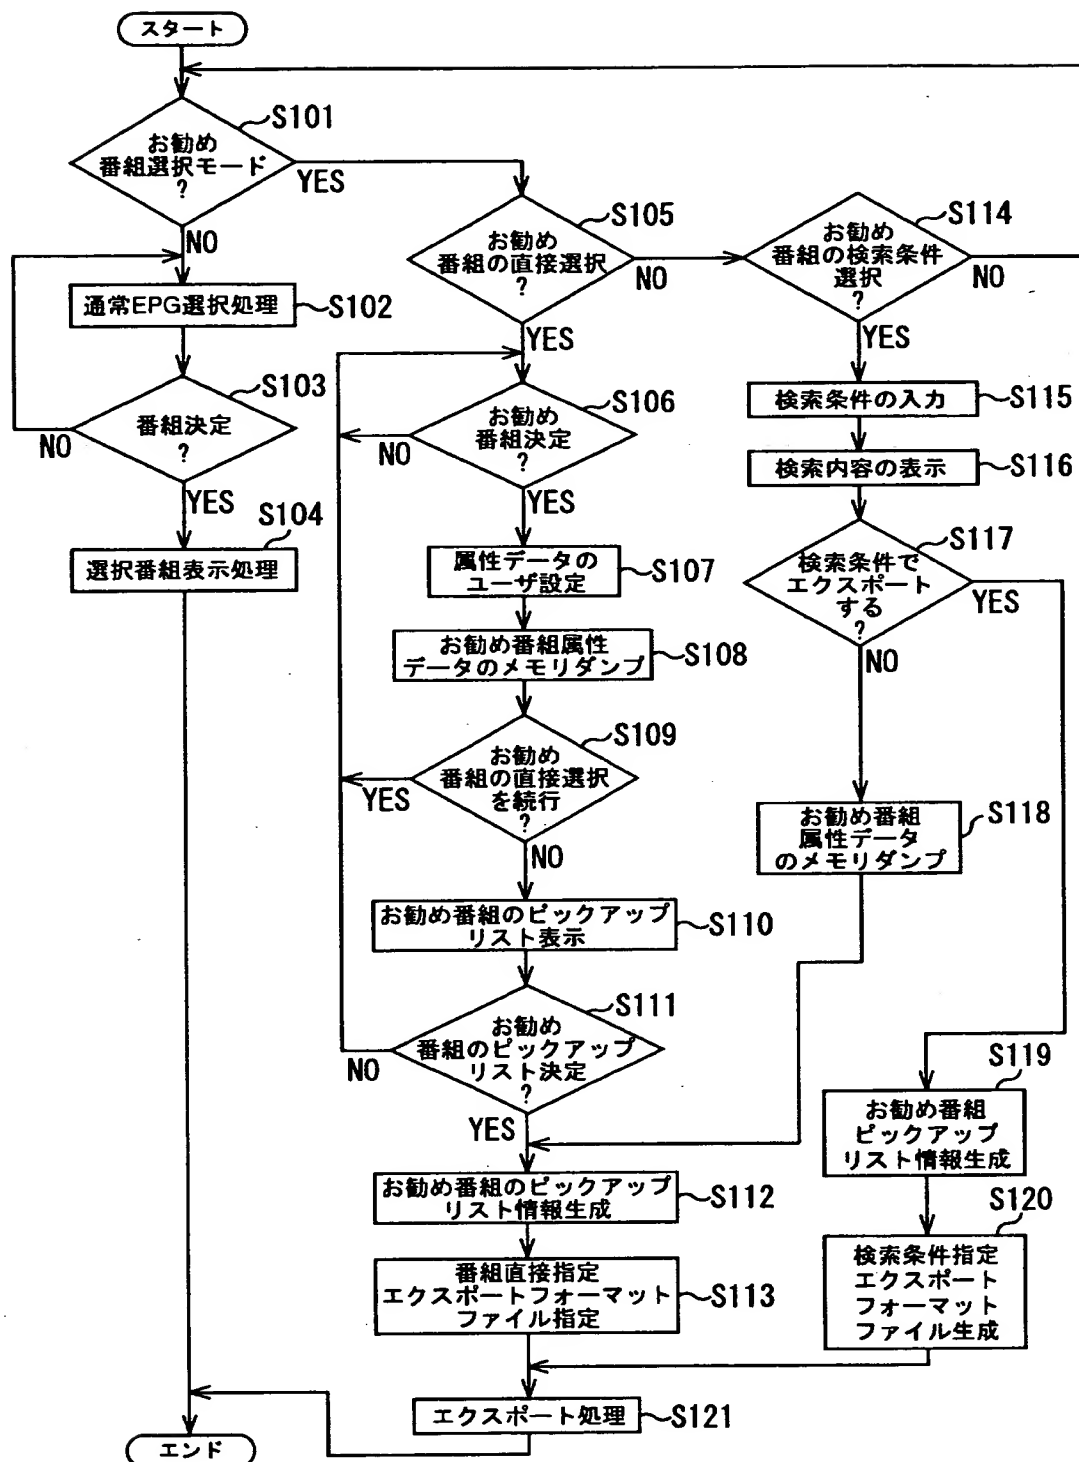 スタート
お勧め
番組選択モード
?
S101
YES
NO
通常EPG選択処理
S102
番組決定
?
S103
NO
YES
選択番組表示処理
S104
お勧め
番組の直接選択
?
S105
NO
YES
お勧め
番組決定
?
S106
NO
YES
属性データの
ユーザ設定
S107
お勧め番組属性
データのメモリダンプ
S108
お勧め
番組の直接選択
を続行
?
S109
YES
NO
お勧め番組のピックアップ
リスト表示
S110
お勧め
番組のピックアップ
リスト決定
?
S111
NO
YES
お勧め番組のピックアップ
リスト情報生成
S112
番組直接指定
エクスポートフォーマット
ファイル指定
S113
お勧め
番組の検索条件
選択
?
S114
NO
YES
検索条件の入力
S115
検索内容の表示
S116
検索条件で
エクスポート
する
?
S117
YES
NO
お勧め番組
属性データ
のメモリダンプ
S118
お勧め番組
ピックアップ
リスト情報生成
S119
検索条件指定
エクスポート
フォーマット
ファイル生成
S120
エクスポート処理
S121
エンド